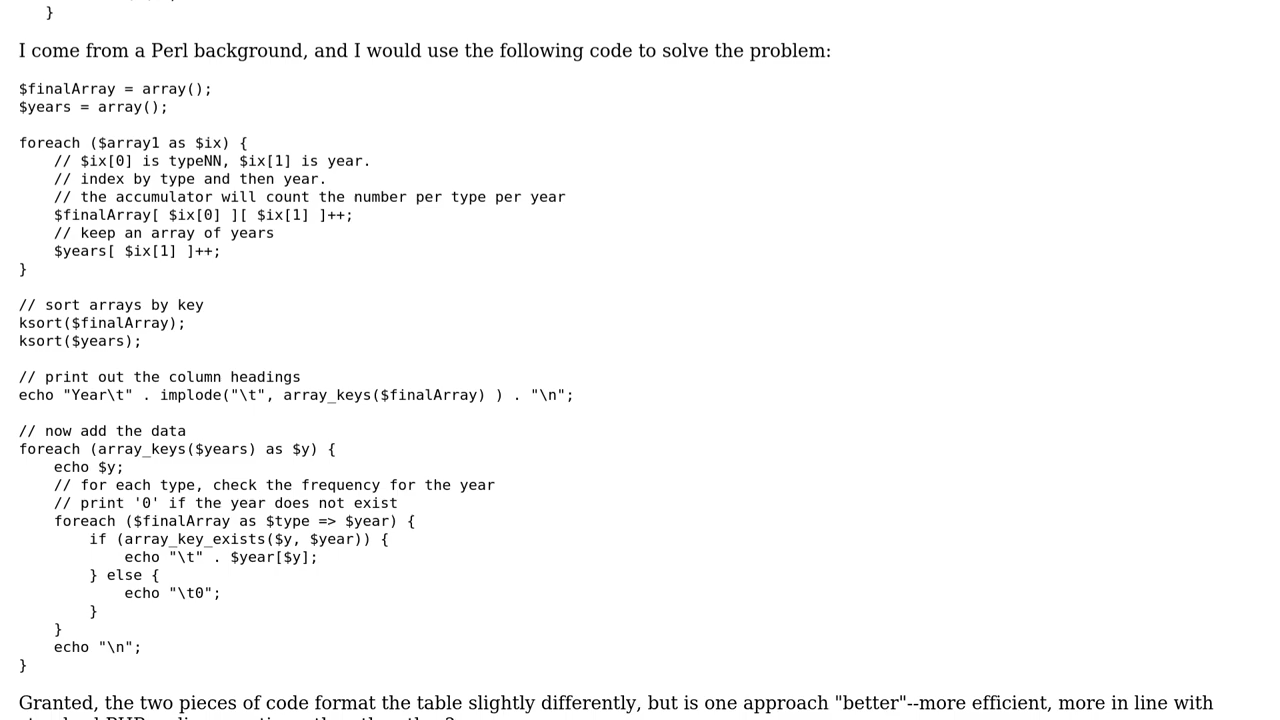 }
I come from a Perl background, and I would use the following code to solve the problem:
$finalArray = array();
$years = array();
foreach ($array1 as $ix) {
    // $ix[0] is typeNN, $ix[1] is year.
    // index by type and then year.
    // the accumulator will count the number per type per year
    $finalArray[ $ix[0] ][ $ix[1] ]++;
    // keep an array of years
    $years[ $ix[1] ]++;
}
// sort arrays by key
ksort($finalArray);
ksort($years);
// print out the column headings
echo "Year\t" . implode("\t", array_keys($finalArray) ) . "\n";
// now add the data
foreach (array_keys($years) as $y) {
    echo $y;
    // for each type, check the frequency for the year
    // print '0' if the year does not exist
    foreach ($finalArray as $type => $year) {
        if (array_key_exists($y, $year)) {
            echo "\t" . $year[$y];
        } else {
            echo "\t0";
        }
    }
    echo "\n";
}
Granted, the two pieces of code format the table slightly differently, but is one approach "better"--more efficient, more in line with